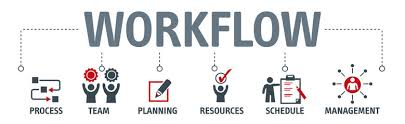 WORKFLOW
PROCESS TEAM PLANNING RESOURCES SCHEDULE MANAGEMENT